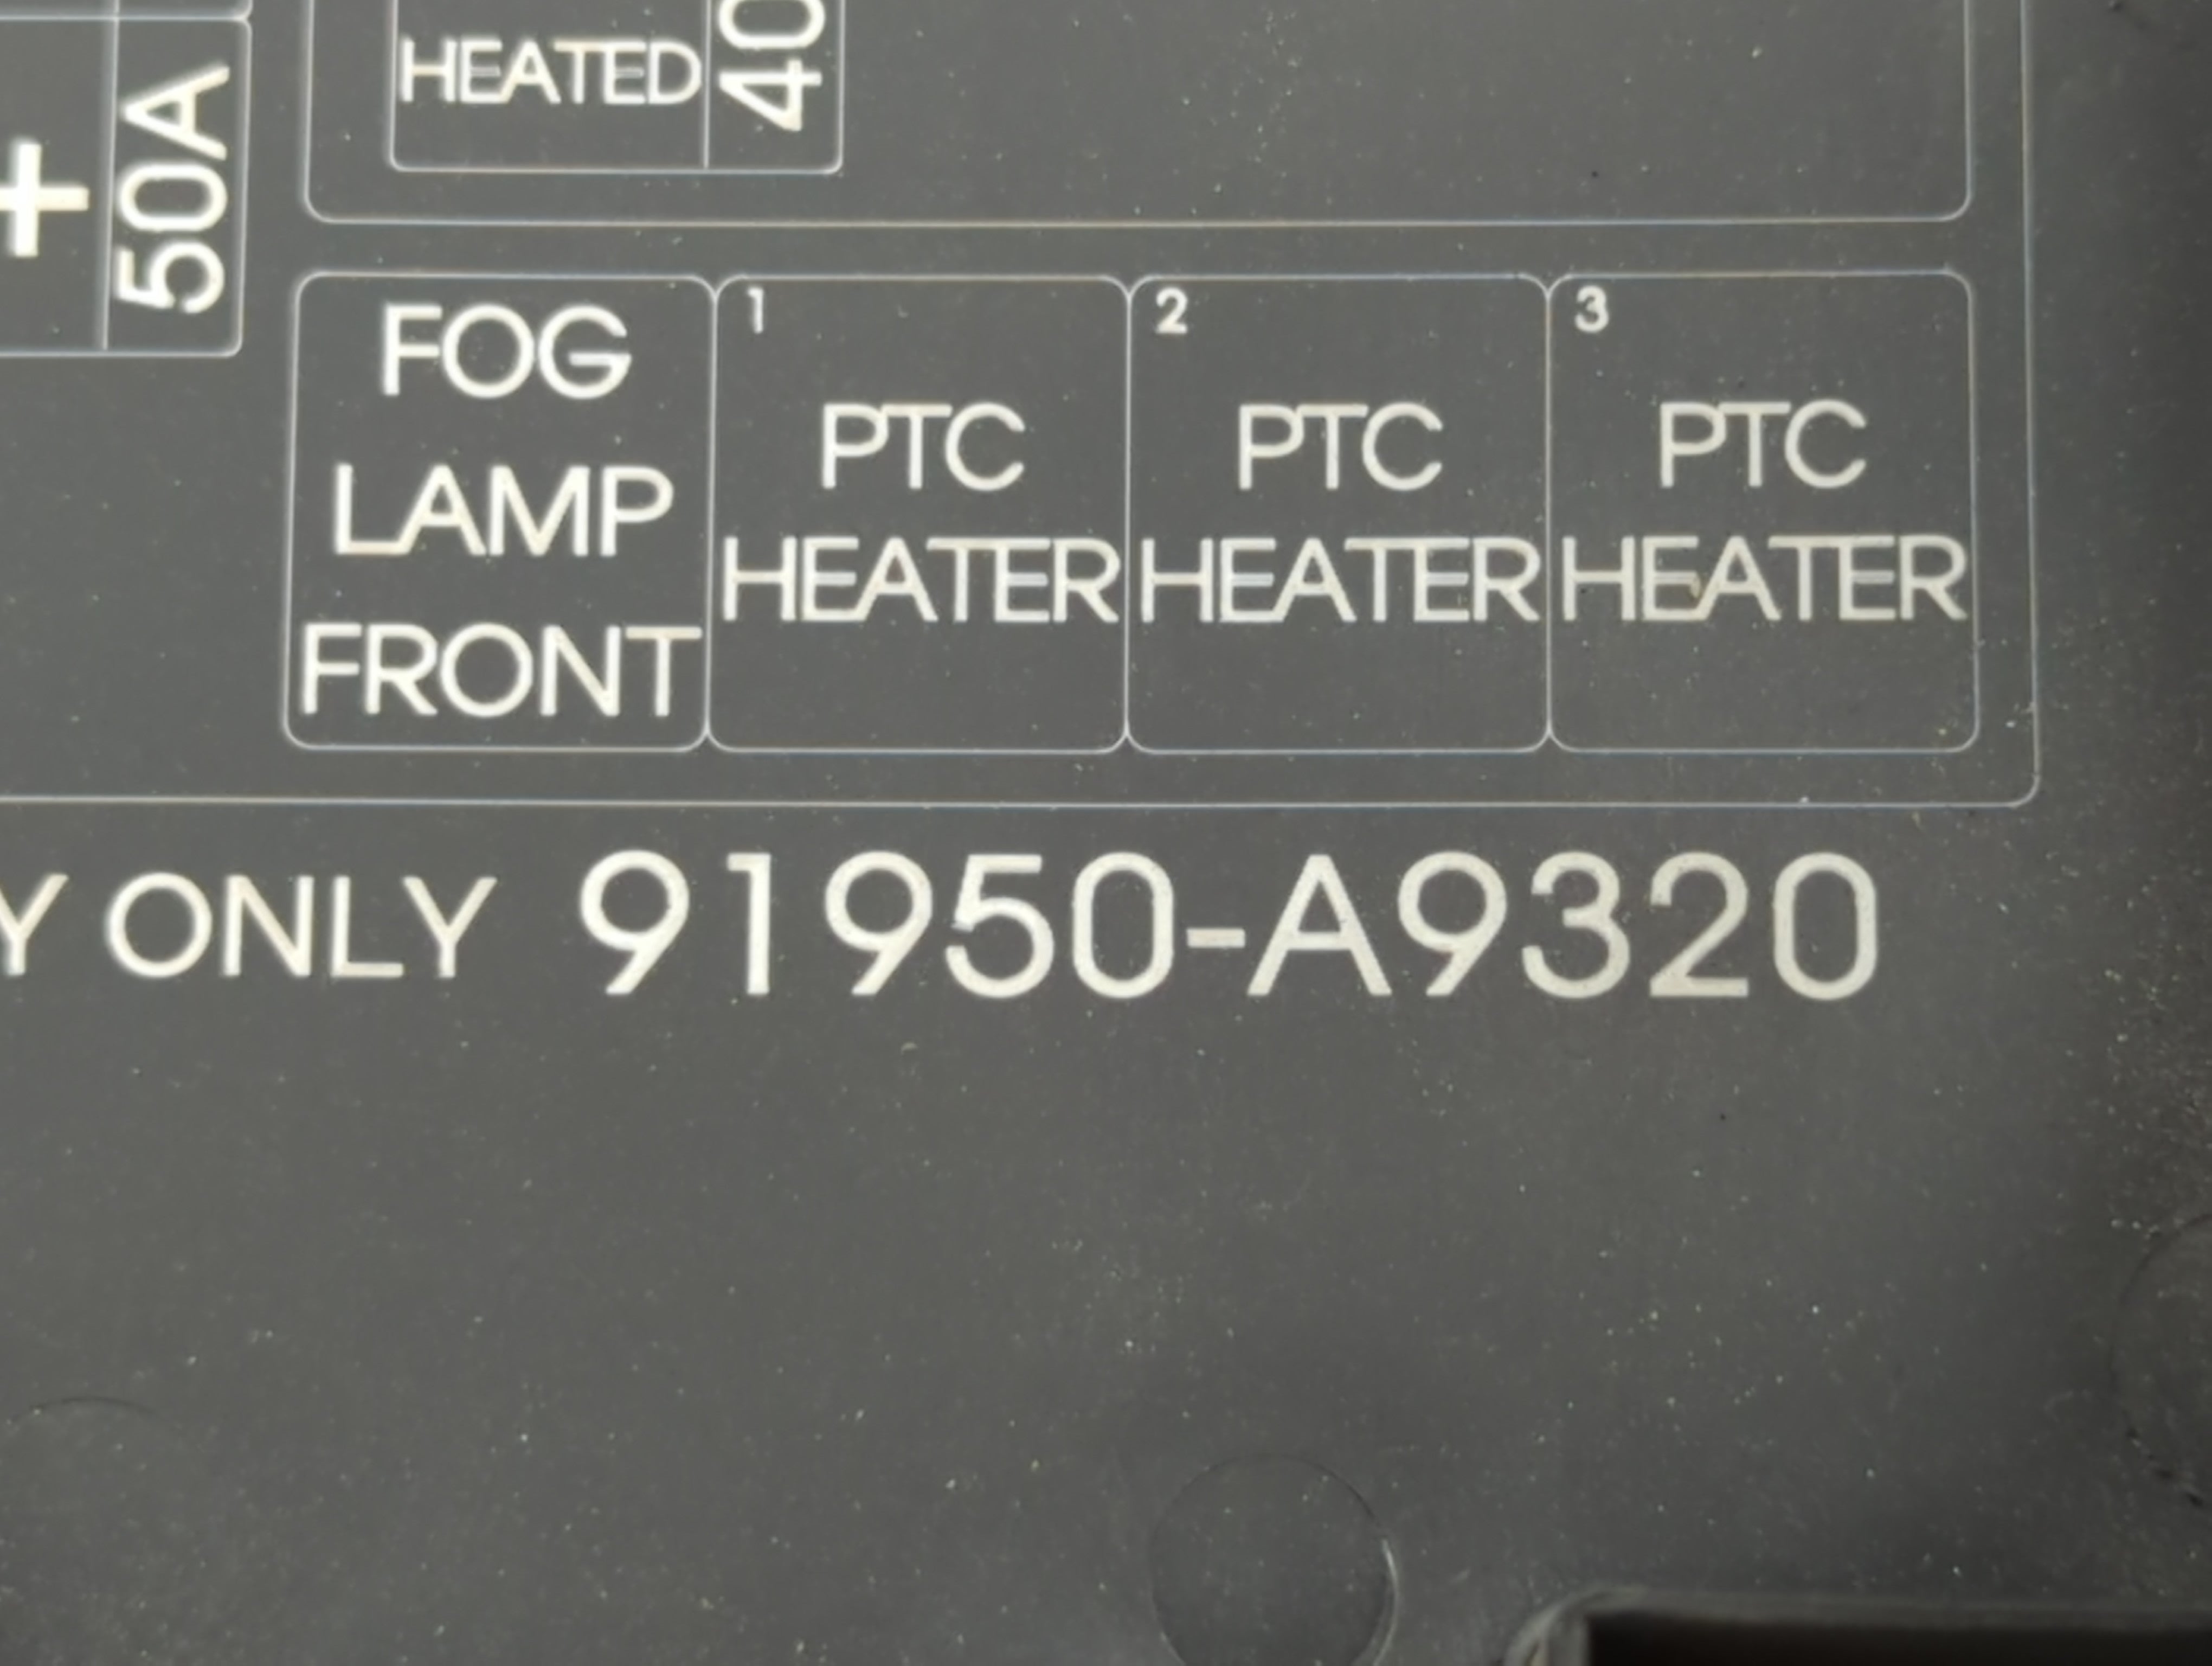 HEATED
40
+
50A
FOG
LAMP
FRONT
1
PTC
HEATER
2
PTC
HEATER
3
PTC
HEATER
Y ONLY 91950-A9320